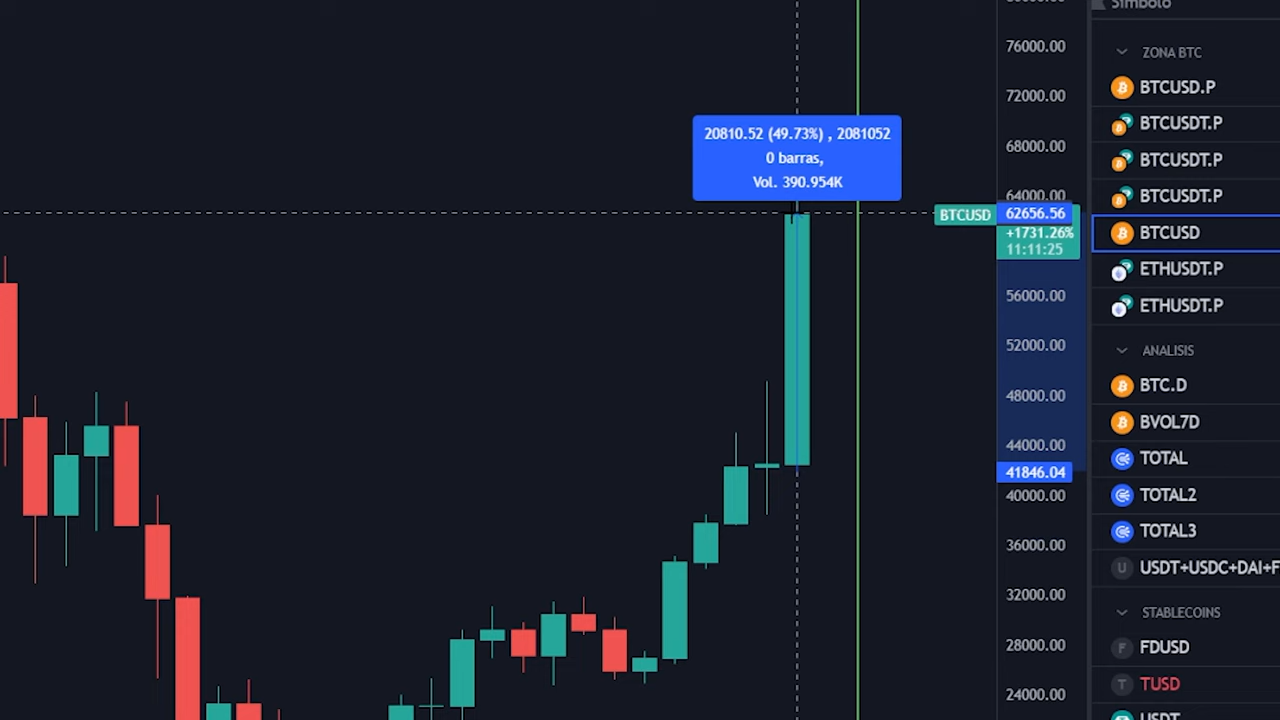 Símbolo
76000.00
72000.00
68000.00
64000.00
20810.52 (49.73%) , 2081052
0 barras,
Vol. 390.954K
BTCUSD
62656.56
+1731.26%
11:11:25
56000.00
52000.00
48000.00
44000.00
41846.04
40000.00
36000.00
32000.00
28000.00
24000.00
ZONA BTC
BTCUSD.P
BTCUSDT.P
BTCUSDT.P
BTCUSDT.P
BTCUSD
ETHUSDT.P
ETHUSDT.P
ANALISIS
BTC.D
BVOL7D
TOTAL
TOTAL2
TOTAL3
U USDT+USDC+DAI+F
STABLECOINS
F FDUSD
T TUSD
USDT